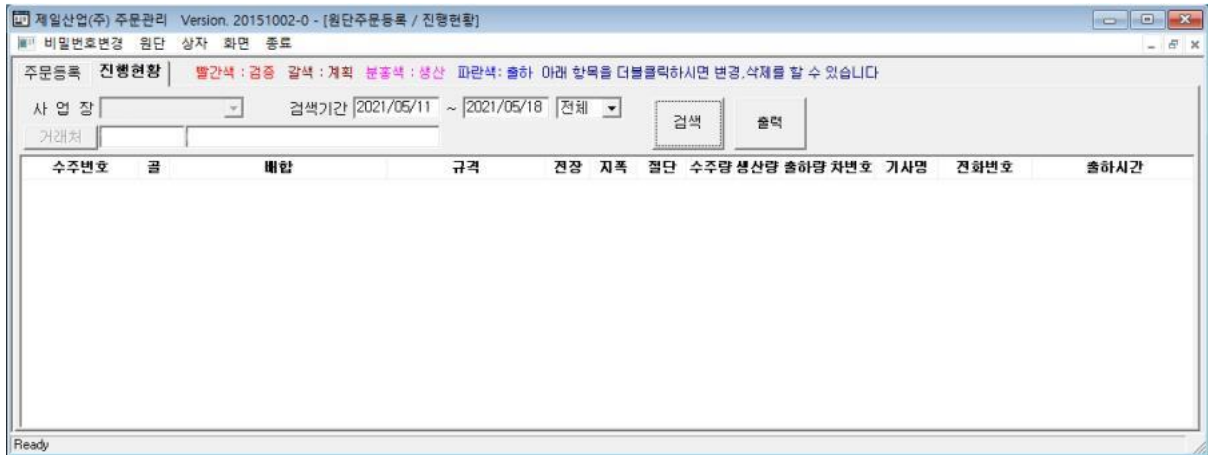 제일산업(주) 주문관리 Version. 20151002-0 - [원단주문등록 / 진행현황]
비밀번호변경 원단 상자 화면 종료
주문등록 진행현황 빨간색 : 검증 갈색 : 계획 분홍색 : 생산 파란색: 출하 아래 항목을 더블클릭하시면 변경,삭제를 할 수 있습니다
사 업 장 검색기간 2021/05/11 ~ 2021/05/18 전체 검색 출력
거래처
수주번호 골 배합 규격 전장 지폭 절단 수주량 생산량 출하량 차번호 기사명 전화번호 출하시간
Ready